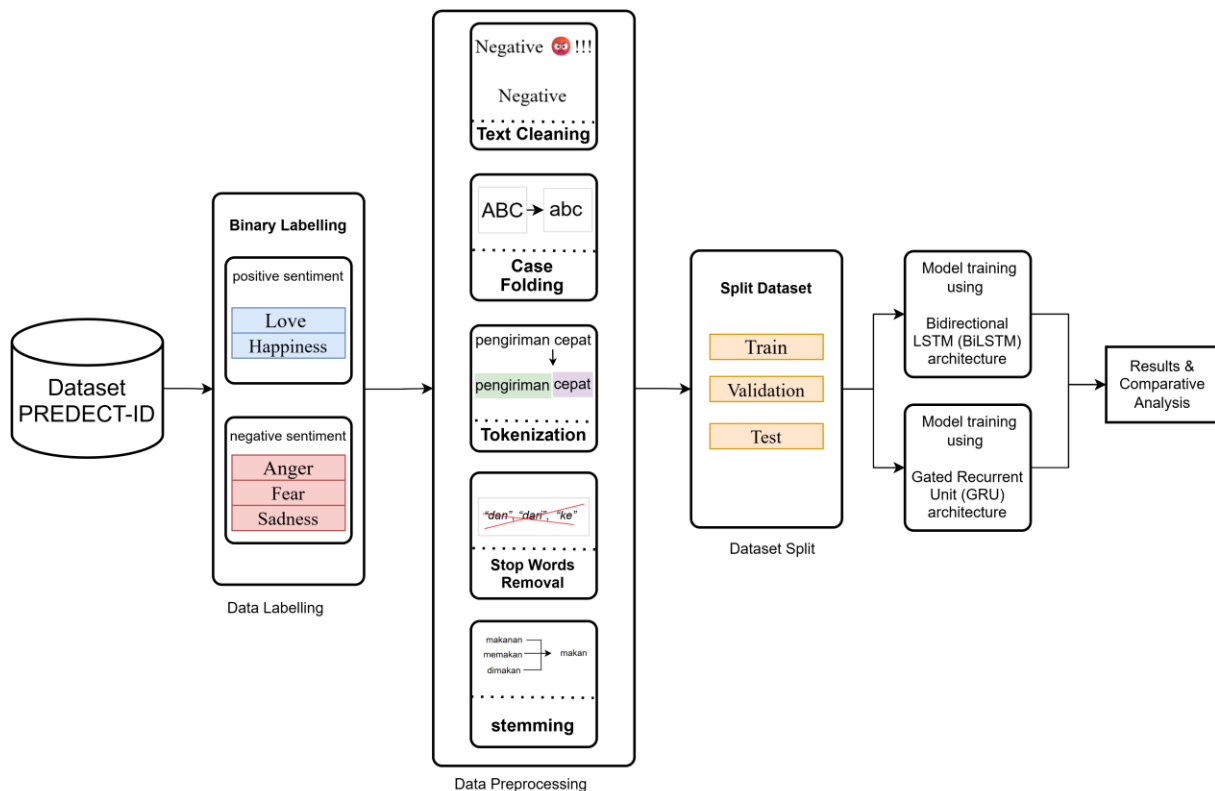 Dataset
PREDECT-ID
Binary Labelling
positive sentiment
Love
Happiness
negative sentiment
Anger
Fear
Sadness
Data Labelling
Negative 😡 !!!
Negative
Text Cleaning
ABC
abc
Case
Folding
pengiriman cepat
pengiriman cepat
Tokenization
“dan”, “dari”, “ke”
Stop Words
Removal
makanan
memakan
dimakan
makan
stemming
Data Preprocessing
Split Dataset
Train
Validation
Test
Dataset Split
Model training
using
Bidirectional
LSTM (BiLSTM)
architecture
Model training
using
Gated Recurrent
Unit (GRU)
architecture
Results &
Comparative
Analysis